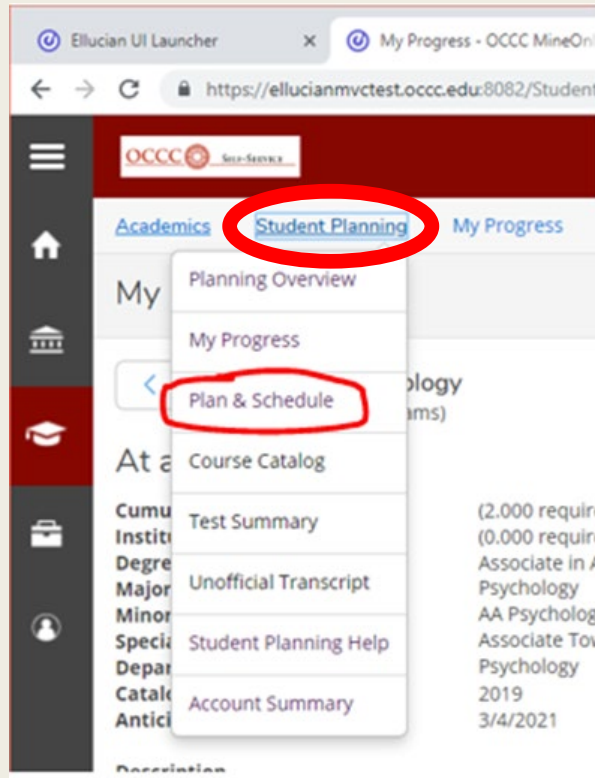 Ellucian UI Launcher × My Progress - OCCC MineOnl
https://ellucianmvctest.occc.edu:8082/Student
OCCC SELF-SERVICE
Academics Student Planning My Progress
My
Planning Overview
My Progress
Plan & Schedule
Course Catalog
Test Summary
Unofficial Transcript
Student Planning Help
Account Summary
ology
ams)
At a
Cumu (2.000 require
Institu (0.000 require
Degre Associate in A
Major Psychology
Minor AA Psycholog
Specia Associate Tow
Depar Psychology
Catalo 2019
Antici 3/4/2021
Description